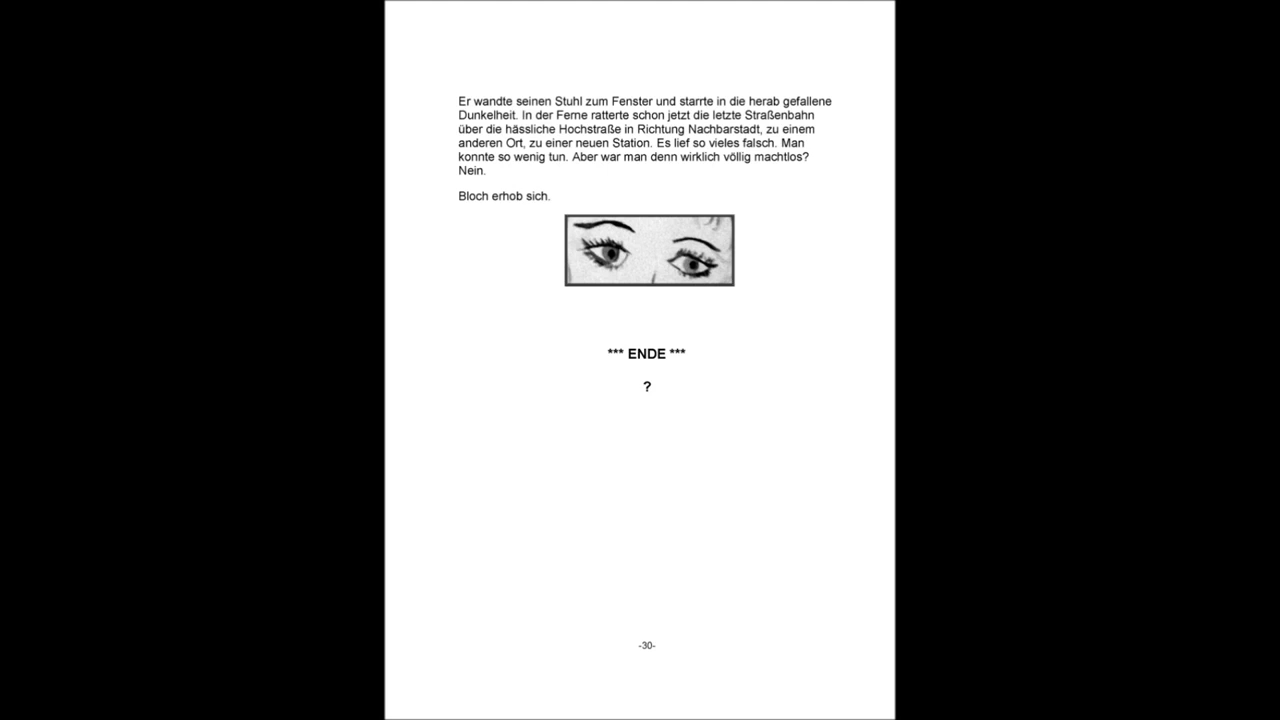 Er wandte seinen Stuhl zum Fenster und starrte in die herab gefallene
Dunkelheit. In der Ferne ratterte schon jetzt die letzte Straßenbahn
über die hässliche Hochstraße in Richtung Nachbarstadt, zu einem
anderen Ort, zu einer neuen Station. Es lief so vieles falsch. Man
konnte so wenig tun. Aber war man denn wirklich völlig machtlos?
Nein.
Bloch erhob sich.
*** ENDE ***
?
-30-